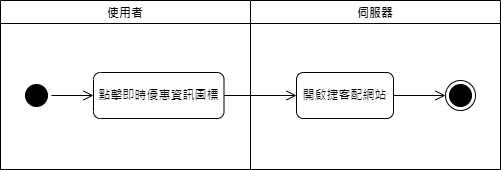 使用者
伺服器
點擊即時優惠資訊圖標
開啟捷客配網站